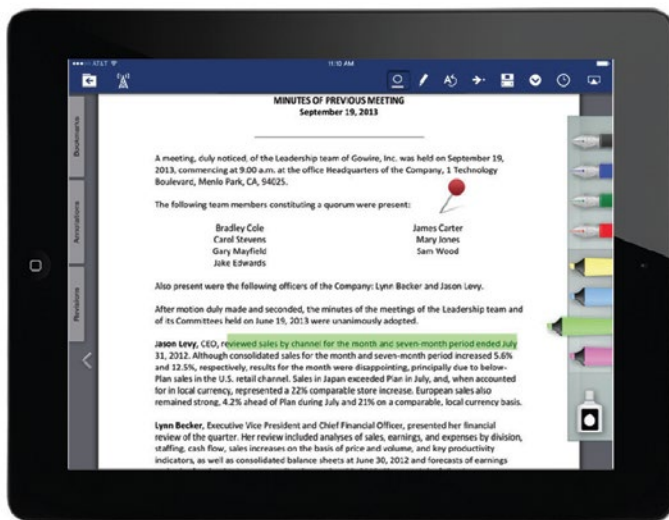 AT&T
11:10 AM
MINUTES OF PREVIOUS MEETING
September 19, 2013
A meeting, duly noticed, of the Leadership team of Gowire, Inc. was held on September 19,
2013, commencing at 9:00 a.m. at the office Headquarters of the Company, 1 Technology
Boulevard, Menlo Park, CA, 94025.
The following team members constituting a quorum were present:
Bradley Cole
Carol Stevens
Gary Mayfield
Jake Edwards
James Carter
Mary Jones
Sam Wood
Also present were the following officers of the Company: Lynn Becker and Jason Levy.
After motion duly made and seconded, the minutes of the meetings of the Leadership team and
of its Committees held on June 19, 2013 were unanimously adopted.
Jason Levy, CEO, reviewed sales by channel for the month and seven-month period ended July
31, 2012. Although consolidated sales for the month and seven-month period increased 5.6%
and 12.5%, respectively, results for the month were disappointing, principally due to below-
Plan sales in the U.S. retail channel. Sales in Japan exceeded Plan in July, and, when accounted
for in local currency, represented a 22% comparable store increase. European sales also
remained strong, 4.2% ahead of Plan during July and 21% on a comparable, local currency basis.
Lynn Becker, Executive Vice President and Chief Financial Officer, presented her financial
review of the quarter. Her review included analyses of sales, earnings, and expenses by division,
staffing, cash flow, sales increases on the basis of price and volume, and key productivity
indicators, as well as consolidated balance sheets at June 30, 2012 and forecasts of earnings
Bookmarks
Annotations
Revisions